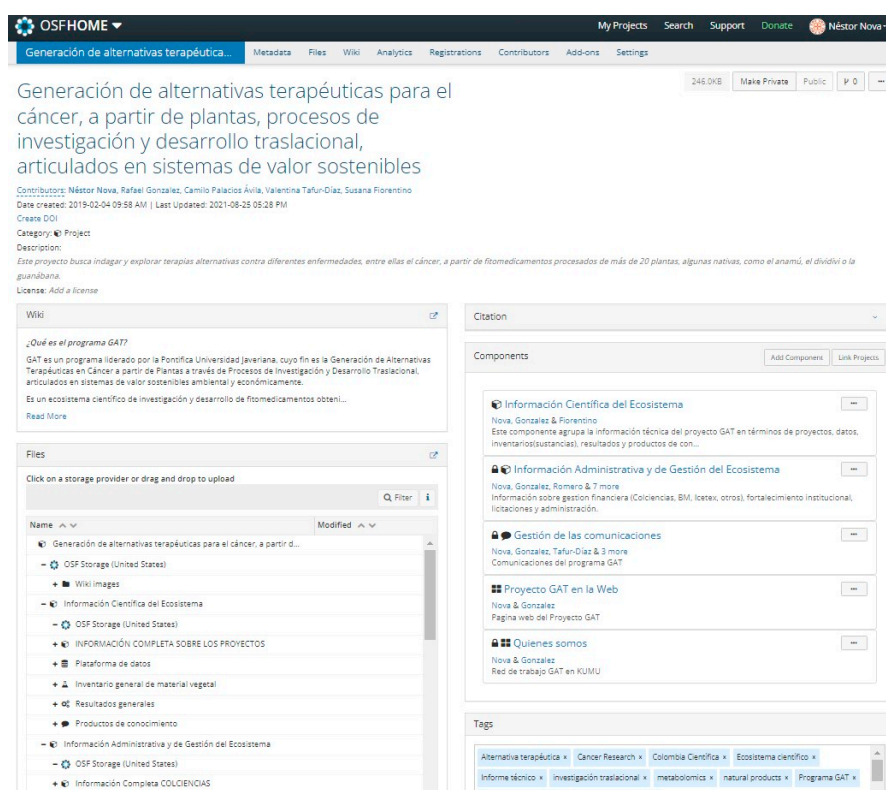 OSFHOME
My Projects Search Support Donate Néstor Nova
Generación de alternativas terapéutica... Metadata Files Wiki Analytics Registrations Contributors Add-ons Settings
246.0KB Make Private Public 0 ...
Generación de alternativas terapéuticas para el
cáncer, a partir de plantas, procesos de
investigación y desarrollo traslacional,
articulados en sistemas de valor sostenibles
Contributors: Néstor Nova, Rafael Gonzalez, Camilo Palacios Ávila, Valentina Tafur-Díaz, Susana Fiorentino
Date created: 2019-02-04 09:58 AM | Last Updated: 2021-08-25 05:28 PM
Create DOI
Category: Project
Description:
Este proyecto busca indagar y explorar terapias alternativas contra diferentes enfermedades, entre ellas el cáncer, a partir de fitomedicamentos procesados de más de 20 plantas, algunas nativas, como el anamú, el dividivi o la
guanábana.
License: Add a license
Wiki
¿Qué es el programa GAT?
GAT es un programa liderado por la Pontifica Universidad Javeriana, cuyo fin es la Generación de Alternativas
Terapéuticas en Cáncer a partir de Plantas a través de Procesos de Investigación y Desarrollo Traslacional,
articulados en sistemas de valor sostenibles ambiental y económicamente.
Es un ecosistema científico de investigación y desarrollo de fitomedicamentos obteni...
Read More
Files
Click on a storage provider or drag and drop to upload
Filter i
Name Modified
Generación de alternativas terapéuticas para el cáncer, a partir d...
- OSF Storage (United States)
+ Wiki images
- Información Científica del Ecosistema
- OSF Storage (United States)
+ INFORMACIÓN COMPLETA SOBRE LOS PROYECTOS
+ Plataforma de datos
+ Inventario general de material vegetal
+ Resultados generales
+ Productos de conocimiento
- Información Administrativa y de Gestión del Ecosistema
- OSF Storage (United States)
+ Información Completa COLCIENCIAS
Citation
Components
Add Component Link Projects
Información Científica del Ecosistema ...
Nova, Gonzalez & Fiorentino
Este componente agrupa la información técnica del proyecto GAT en términos de proyectos, datos,
inventarios(sustancias), resultados y productos de con...
Información Administrativa y de Gestión del Ecosistema ...
Nova, Gonzalez, Romero & 7 more
Información sobre gestion financiera (Colciencias, BM, Icetex, otros), fortalecimiento institucional,
licitaciones y administración.
Gestión de las comunicaciones ...
Nova, Gonzalez, Tafur-Díaz & 3 more
Comunicaciones del programa GAT
Proyecto GAT en la Web ...
Nova & Gonzalez
Pagina web del Proyecto GAT
Quienes somos ...
Nova & Gonzalez
Red de trabajo GAT en KUMU
Tags
Alternativa terapéutica x Cancer Research x Colombia Científica x Ecosistema científico x
Informe técnico x investigación traslacional x metabolomics x natural products x Programa GAT x